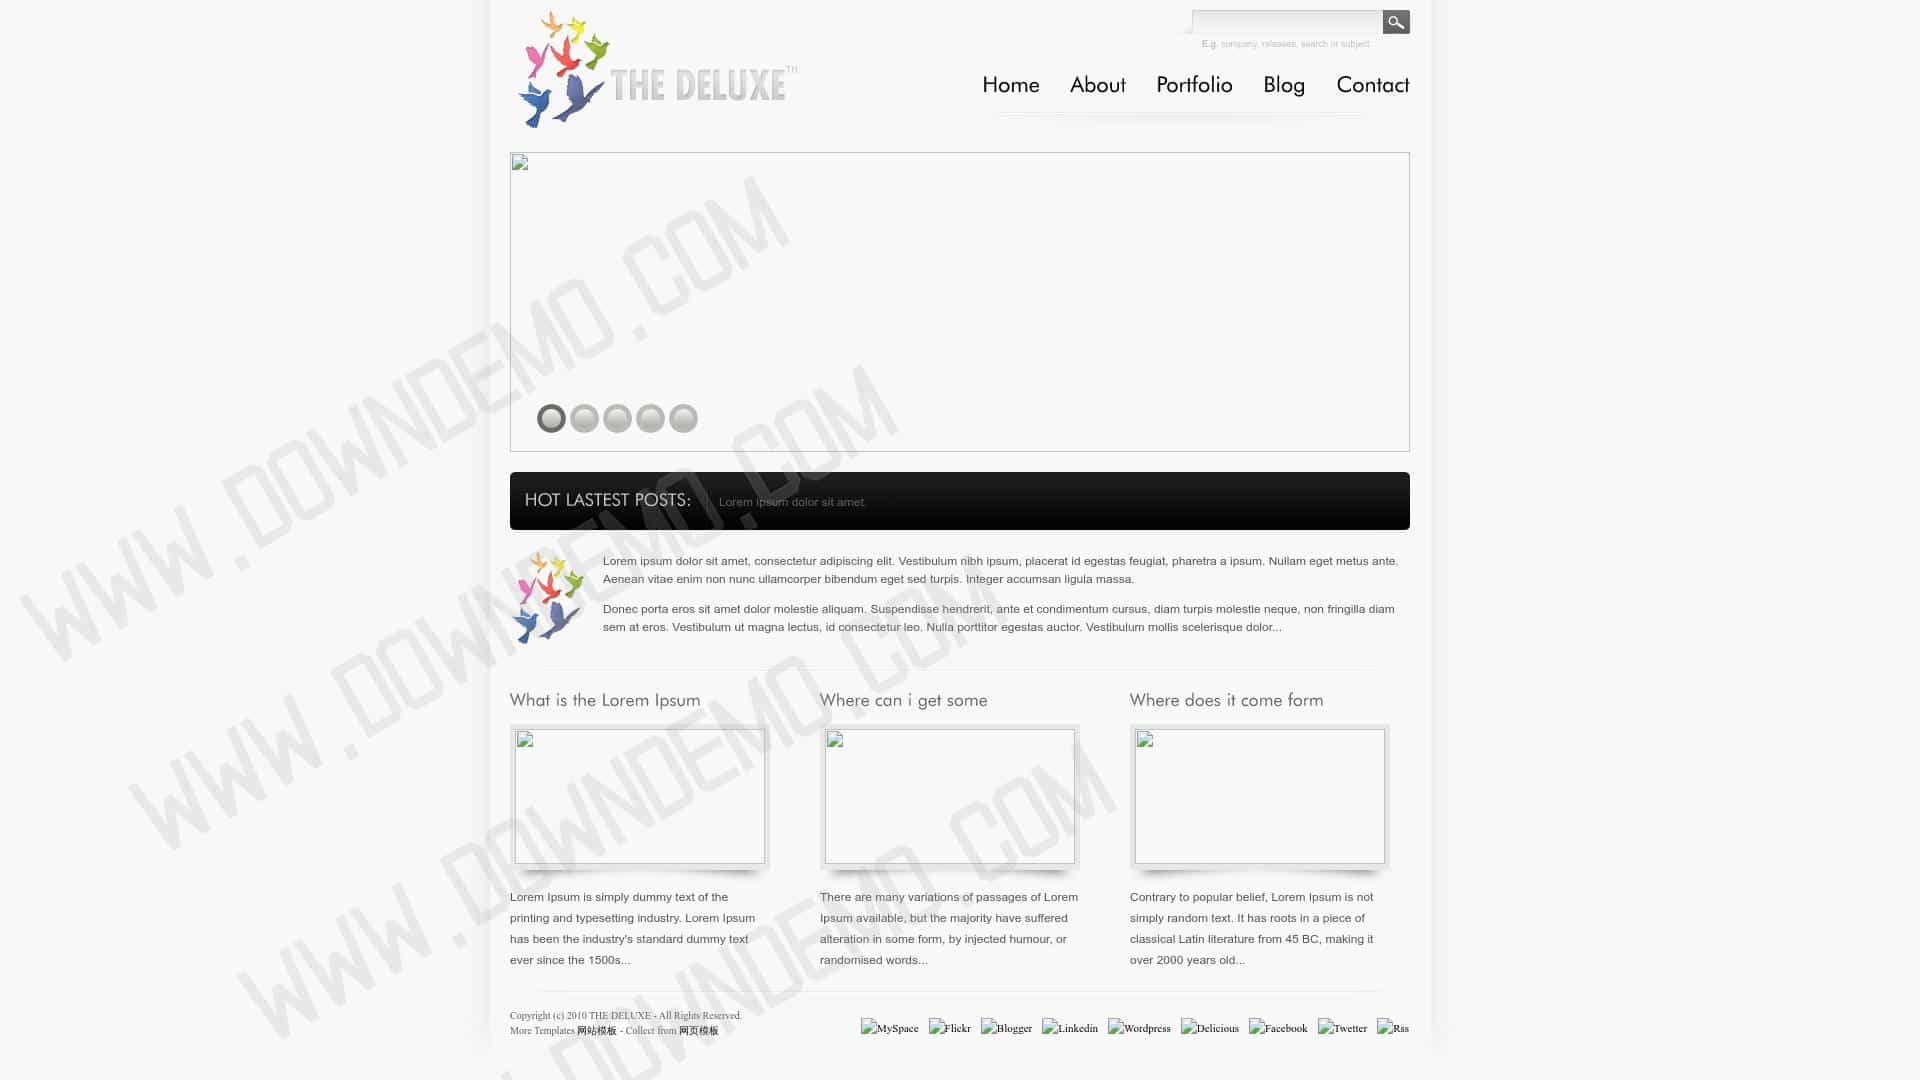 THE DELUXE™
E.g. company, releases, search or subject.
Home About Portfolio Blog Contact
WWW.DOWNDEMO.COM
WWW.DOWNDEMO.COM
WWW.DOWNDEMO.COM
DOWNDEMO.COM
HOT LASTEST POSTS: Lorem ipsum dolor sit amet.
Lorem ipsum dolor sit amet, consectetur adipiscing elit. Vestibulum nibh ipsum, placerat id egestas feugiat, pharetra a ipsum. Nullam eget metus ante.
Aenean vitae enim non nunc ullamcorper bibendum eget sed turpis. Integer accumsan ligula massa.
Donec porta eros sit amet dolor molestie aliquam. Suspendisse hendrerit, ante et condimentum cursus, diam turpis molestie neque, non fringilla diam
sem at eros. Vestibulum ut magna lectus, id consectetur leo. Nulla porttitor egestas auctor. Vestibulum mollis scelerisque dolor...
What is the Lorem Ipsum
Lorem Ipsum is simply dummy text of the
printing and typesetting industry. Lorem Ipsum
has been the industry's standard dummy text
ever since the 1500s...
Where can i get some
There are many variations of passages of Lorem
Ipsum available, but the majority have suffered
alteration in some form, by injected humour, or
randomised words...
Where does it come form
Contrary to popular belief, Lorem Ipsum is not
simply random text. It has roots in a piece of
classical Latin literature from 45 BC, making it
over 2000 years old...
Copyright (c) 2010 THE DELUXE - All Rights Reserved.
More Templates 网站模板 - Collect from 网页模板
MySpace Flickr Blogger Linkedin Wordpress Delicious Facebook Twetter Rss